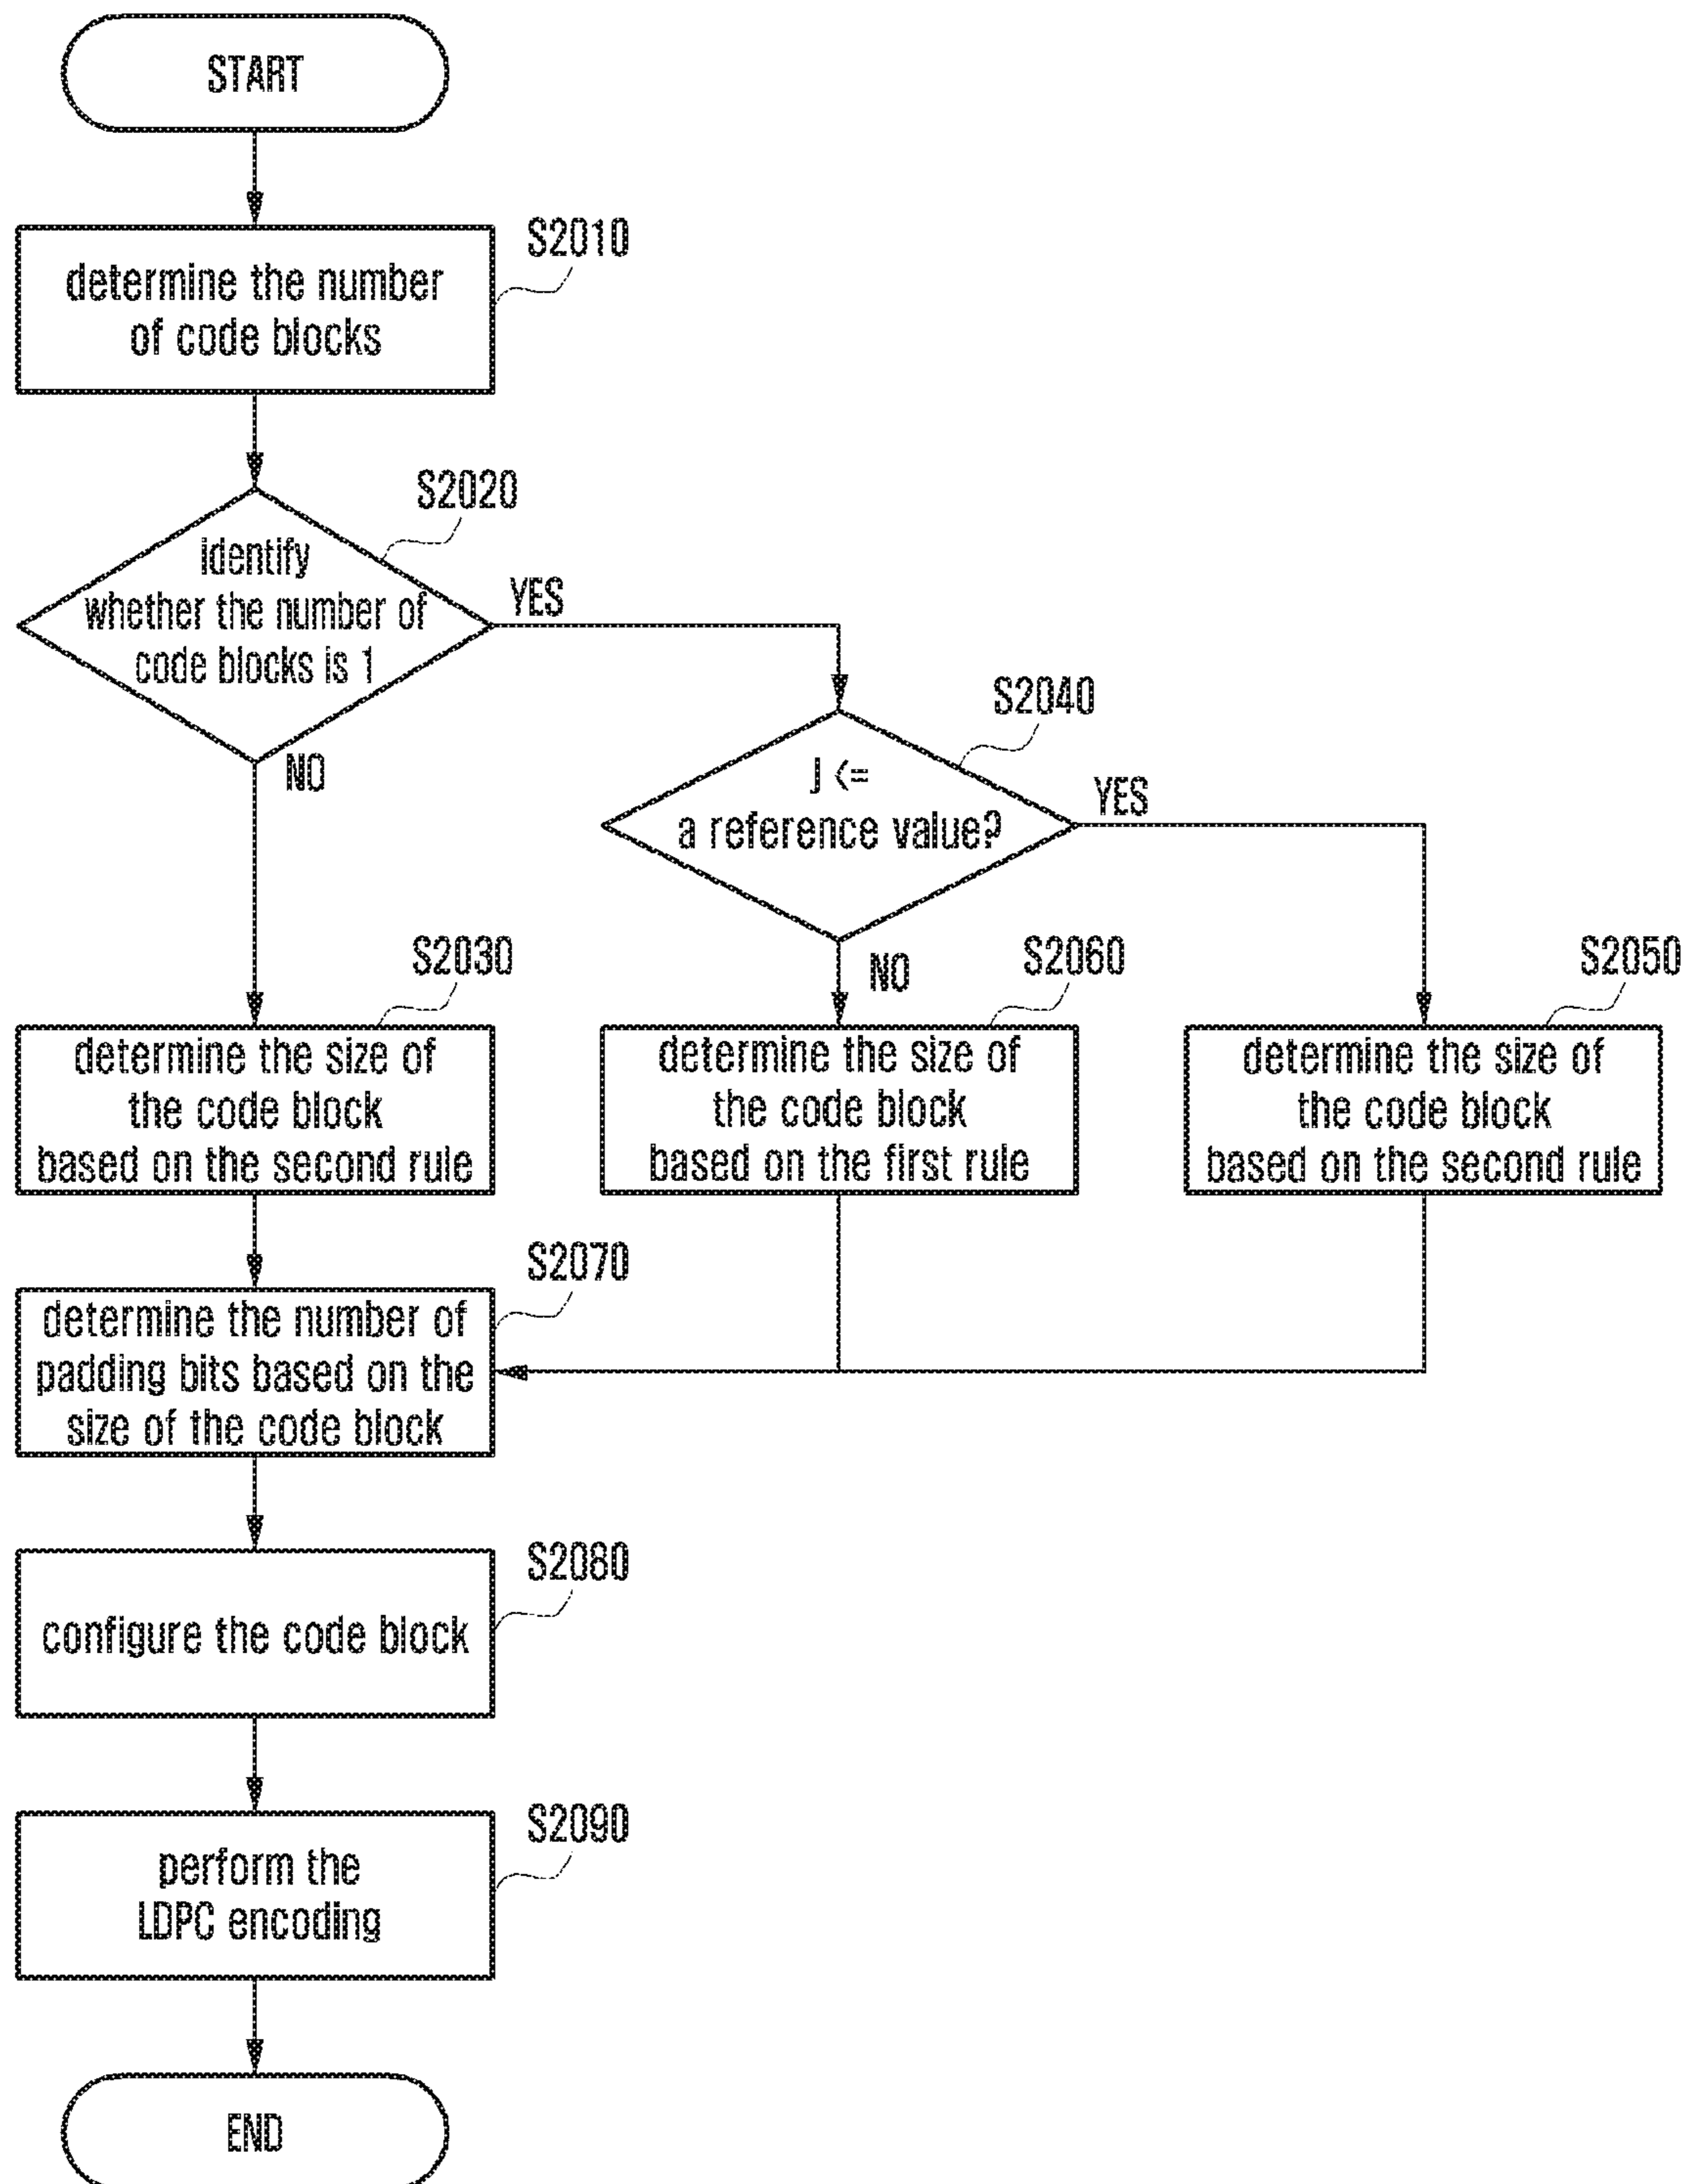 START
S2010
determine the number
of code blocks
S2020
identify
whether the number of
code blocks is 1
YES
NO
S2040
J <=
a reference value?
YES
NO
S2030
determine the size of
the code block
based on the second rule
S2060
determine the size of
the code block
based on the first rule
S2050
determine the size of
the code block
based on the second rule
S2070
determine the number of
padding bits based on the
size of the code block
S2080
configure the code block
S2090
perform the
LDPC encoding
END